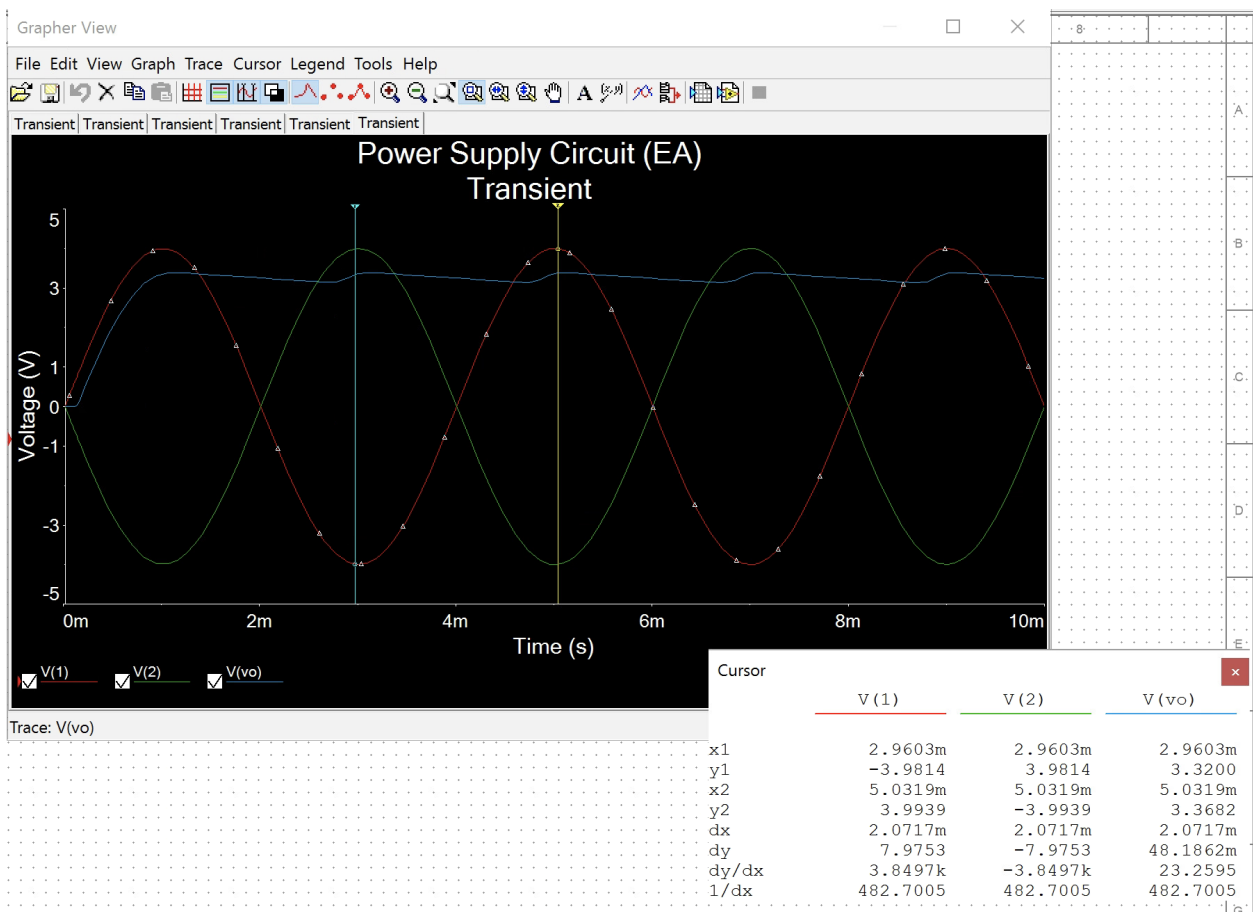 Grapher View
8
File Edit View Graph Trace Cursor Legend Tools Help
A
Transient Transient Transient Transient Transient Transient
A
Power Supply Circuit (EA)
Transient
Voltage (V)
5
3
1
0
-1
-3
-5
0m 2m 4m 6m 8m 10m
Time (s)
V(1) V(2) V(vo)
Trace: V(vo)
B
C
D
E
G
Cursor
V(1) V(2) V(vo)
x1 2.9603m 2.9603m 2.9603m
y1 -3.9814 3.9814 3.3200
x2 5.0319m 5.0319m 5.0319m
y2 3.9939 -3.9939 3.3682
dx 2.0717m 2.0717m 2.0717m
dy 7.9753 -7.9753 48.1862m
dy/dx 3.8497k -3.8497k 23.2595
1/dx 482.7005 482.7005 482.7005